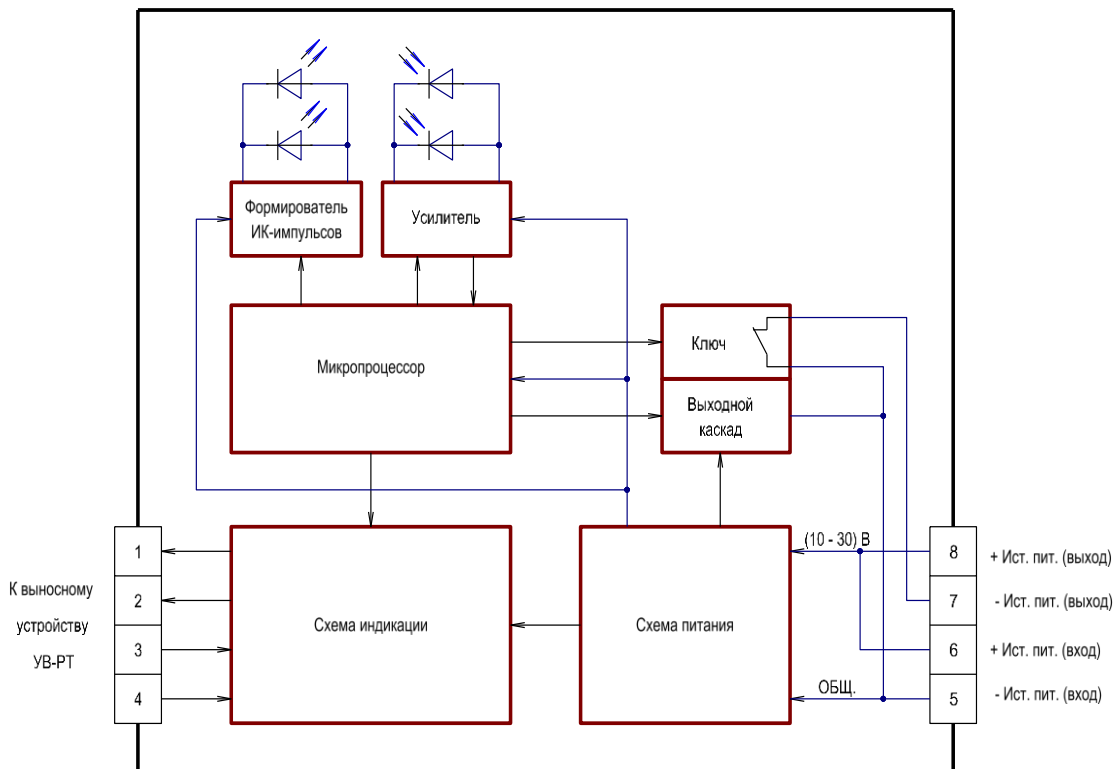 Формирователь
ИК-импульсов
Усилитель
Микропроцессор
Ключ
Выходной
каскад
1
2
3
4
К выносному
устройству
УВ-РТ
Схема индикации
Схема питания
(10 - 30) В
ОБЩ.
8
7
6
5
+ Ист. пит. (выход)
- Ист. пит. (выход)
+ Ист. пит. (вход)
- Ист. пит. (вход)